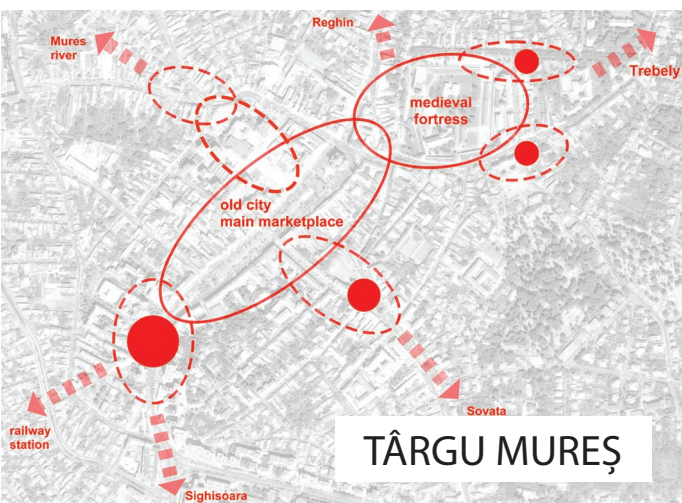 Reghin
Mures
river
Trebely
medieval
fortress
old city
main marketplace
Sovata
railway
station
TÂRGU MUREȘ
Sighisoara